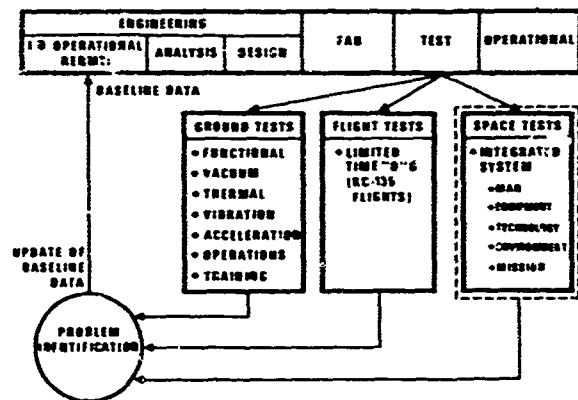 ENGINEERING
OPERATIONAL
ANALYSIS
DESIGN
FAB
TEST
OPERATIONAL
BASELINE DATA
GROUND TESTS
• FUNCTIONAL
• VACUUM
• THERMAL
• VIBRATION
• ACCELERATION
• OPERATIONS
• TRAINING
FLIGHT TESTS
• LIMITED
TIME
(KC-135
FLIGHTS)
SPACE TESTS
• INTEGRATED
SYSTEM
• MAN
• EQUIPMENT
• TECHNOLOGY
• ENVIRONMENT
• MISSION
UPDATE OF
BASELINE
DATA
PROBLEM
IDENTIFICATION